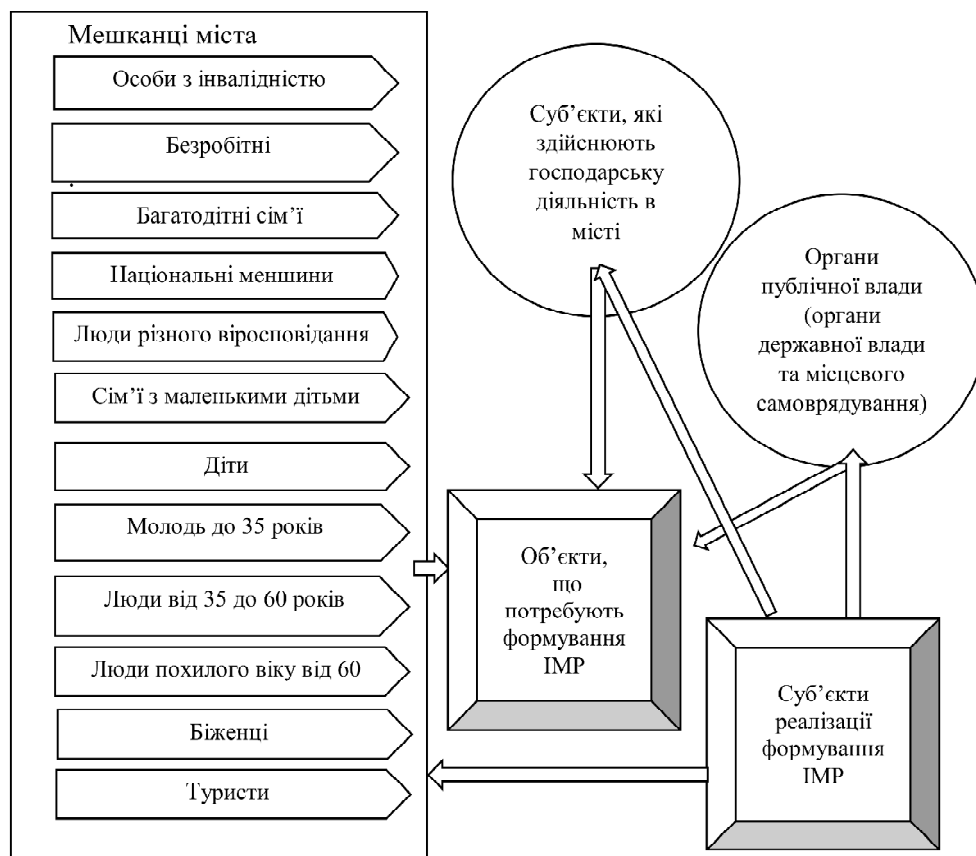 Мешканці міста
Особи з інвалідністю
Безробітні
Багатодітні сім’ї
Національні меншини
Люди різного віросповідання
Сім’ї з маленькими дітьми
Діти
Молодь до 35 років
Люди від 35 до 60 років
Люди похилого віку від 60
Біженці
Туристи
Суб’єкти, які
здійснюють
господарську
діяльність в
місті
Органи
публічної влади
(органи
державної влади
та місцевого
самоврядування)
Об’єкти,
що
потребують
формування
ІМР
Суб’єкти
реалізації
формування
ІМР